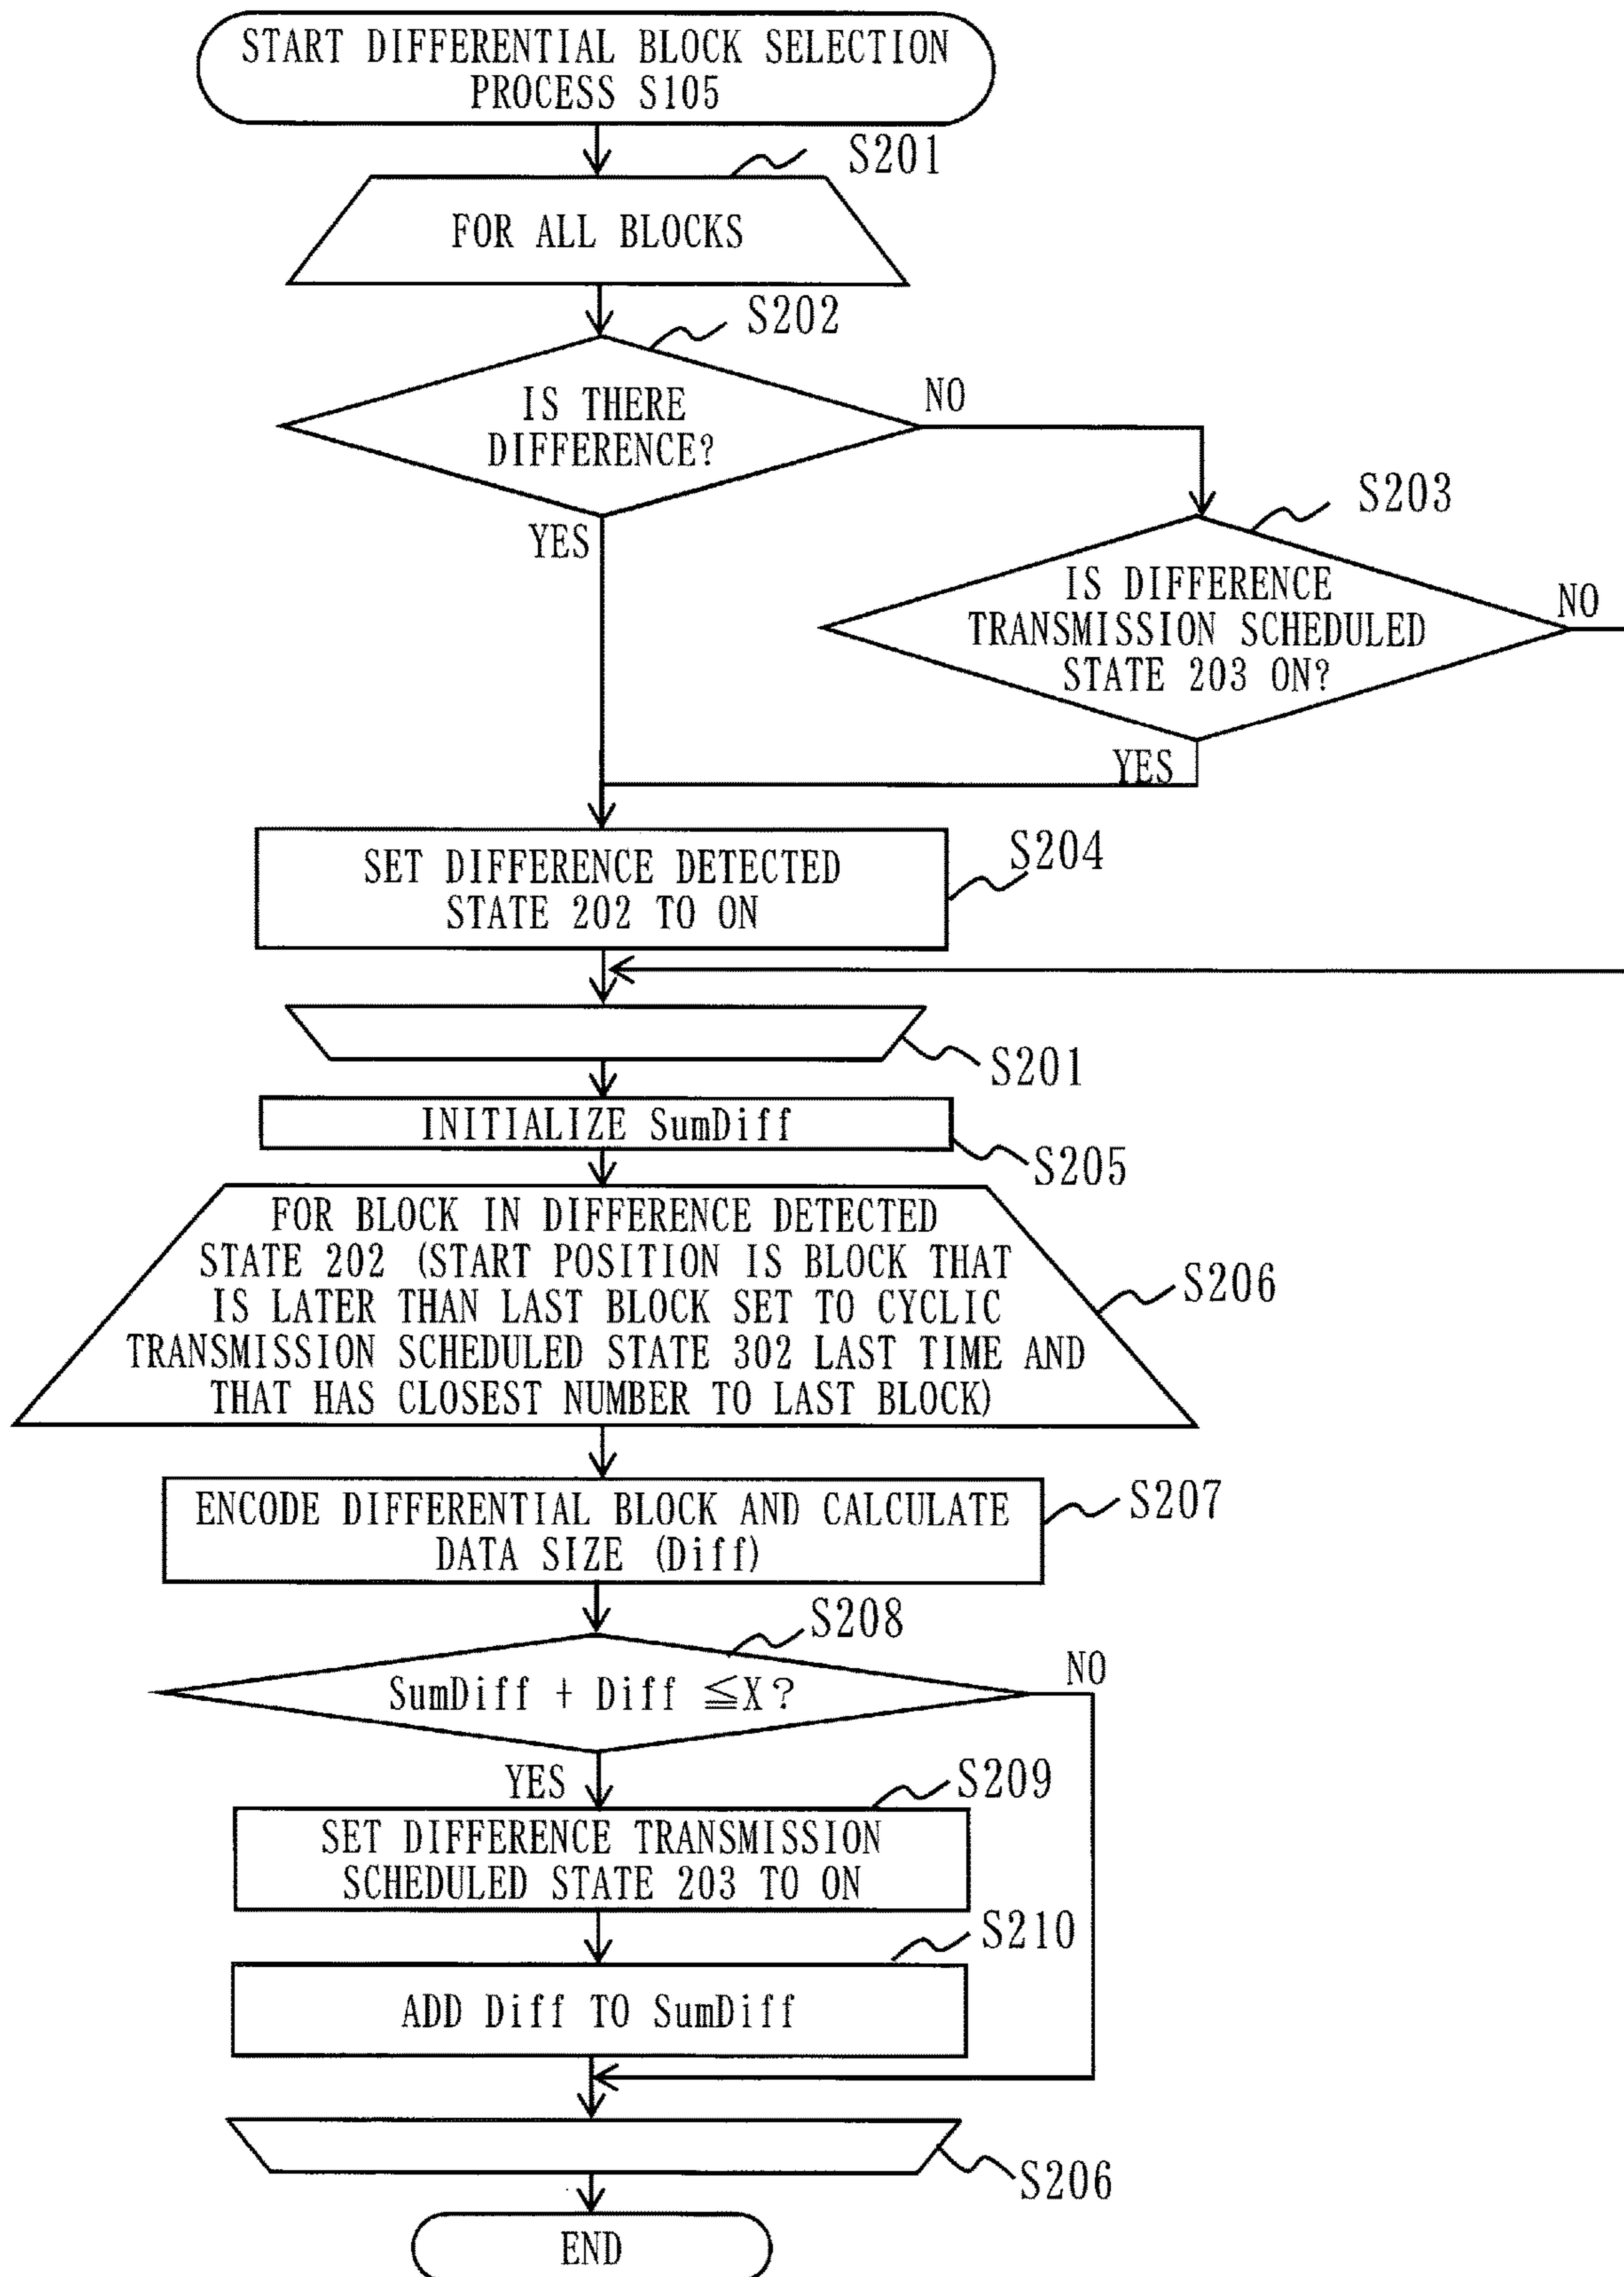 START DIFFERENTIAL BLOCK SELECTION
PROCESS S105
S201
FOR ALL BLOCKS
S202
IS THERE
DIFFERENCE?
NO
YES
S203
IS DIFFERENCE
TRANSMISSION SCHEDULED
STATE 203 ON?
NO
YES
S204
SET DIFFERENCE DETECTED
STATE 202 TO ON
S201
INITIALIZE SumDiff
S205
FOR BLOCK IN DIFFERENCE DETECTED
STATE 202 (START POSITION IS BLOCK THAT
IS LATER THAN LAST BLOCK SET TO CYCLIC
TRANSMISSION SCHEDULED STATE 302 LAST TIME AND
THAT HAS CLOSEST NUMBER TO LAST BLOCK)
S206
ENCODE DIFFERENTIAL BLOCK AND CALCULATE
DATA SIZE (Diff)
S207
S208
SumDiff + Diff ≦X?
NO
YES
S209
SET DIFFERENCE TRANSMISSION
SCHEDULED STATE 203 TO ON
S210
ADD Diff TO SumDiff
S206
END